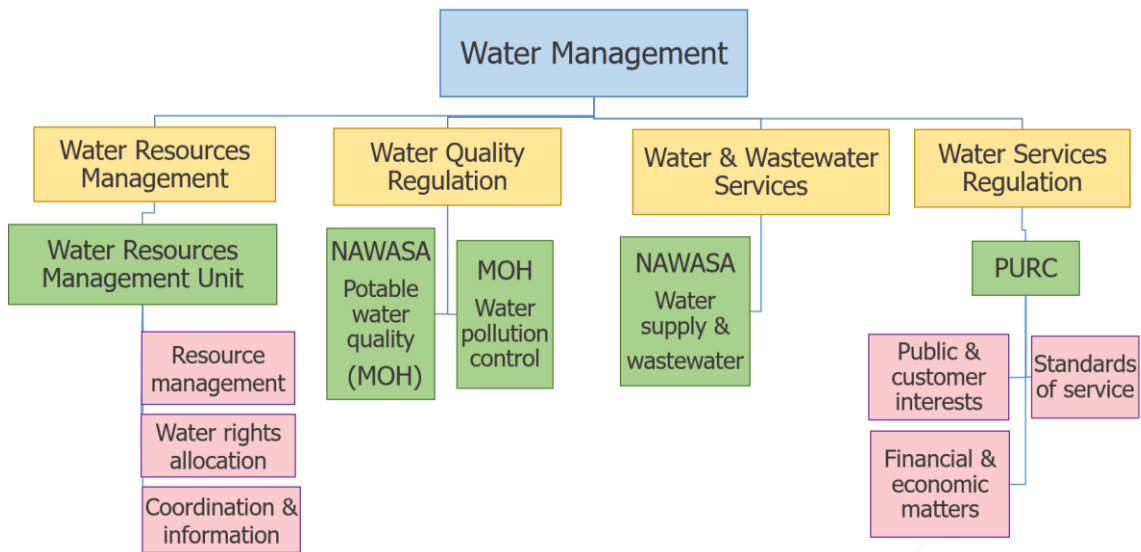 Water Management
Water Resources
Management
Water Quality
Regulation
Water & Wastewater
Services
Water Services
Regulation
Water Resources
Management Unit
NAWASA
Potable
water
quality
(MOH)
MOH
Water
pollution
control
NAWASA
Water
supply &
wastewater
PURC
Resource
management
Water rights
allocation
Coordination &
information
Public &
customer
interests
Standards
of service
Financial &
economic
matters